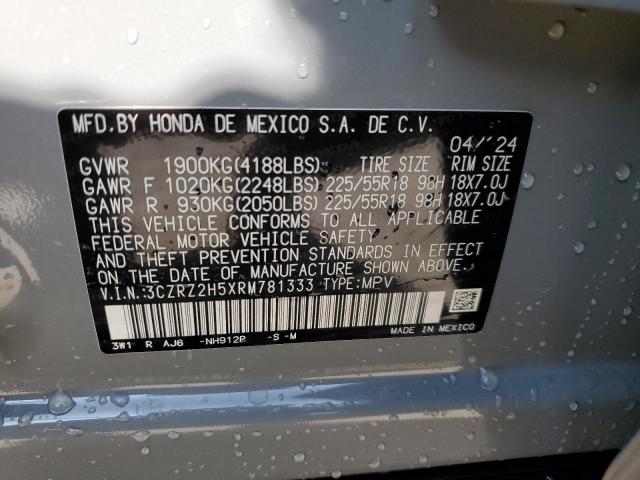 MFD.BY HONDA DE MEXICO S.A. DE C.V.
04/'24
GVWR 1900KG(4188LBS) TIRE SIZE RIM SIZE
GAWR F 1020KG(2248LBS) 225/55R18 98H 18X7.0J
GAWR R 930KG(2050LBS) 225/55R18 98H 18X7.0J
THIS VEHICLE CONFORMS TO ALL APPLICABLE
FEDERAL MOTOR VEHICLE SAFETY
AND THEFT PREVENTION STANDARDS IN EFFECT
ON THE DATE OF MANUFACTURE SHOWN ABOVE.
V.I.N.:3CZRZ2H5XRM781333 TYPE:MPV
3W1 R AJ6 -NH912P -S -M
MADE IN MEXICO